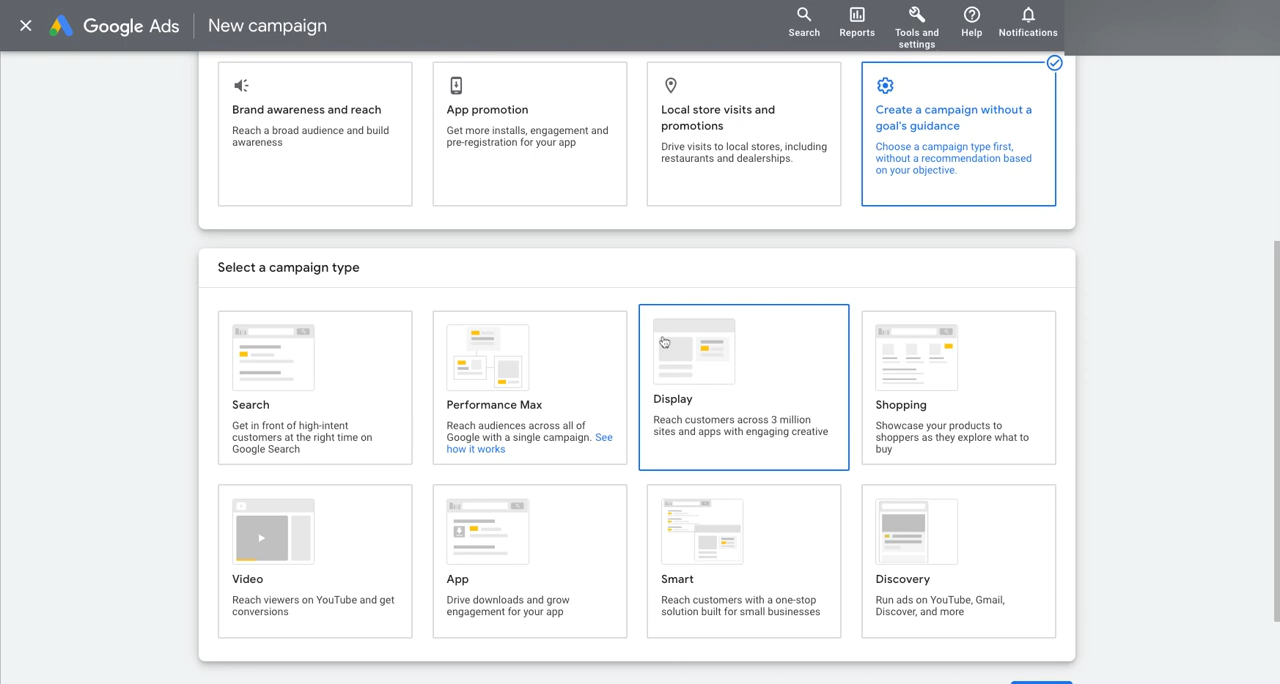 Google Ads
New campaign
Search
Reports
Tools and
settings
Help
Notifications
Brand awareness and reach
Reach a broad audience and build
awareness
App promotion
Get more installs, engagement and
pre-registration for your app
Local store visits and
promotions
Drive visits to local stores, including
restaurants and dealerships.
Create a campaign without a
goal's guidance
Choose a campaign type first,
without a recommendation based
on your objective.
Select a campaign type
Search
Get in front of high-intent
customers at the right time on
Google Search
Performance Max
Reach audiences across all of
Google with a single campaign. See
how it works
Display
Reach customers across 3 million
sites and apps with engaging creative
Shopping
Showcase your products to
shoppers as they explore what to
buy
Video
Reach viewers on YouTube and get
conversions
App
Drive downloads and grow
engagement for your app
Smart
Reach customers with a one-stop
solution built for small businesses
Discovery
Run ads on YouTube, Gmail,
Discover, and more